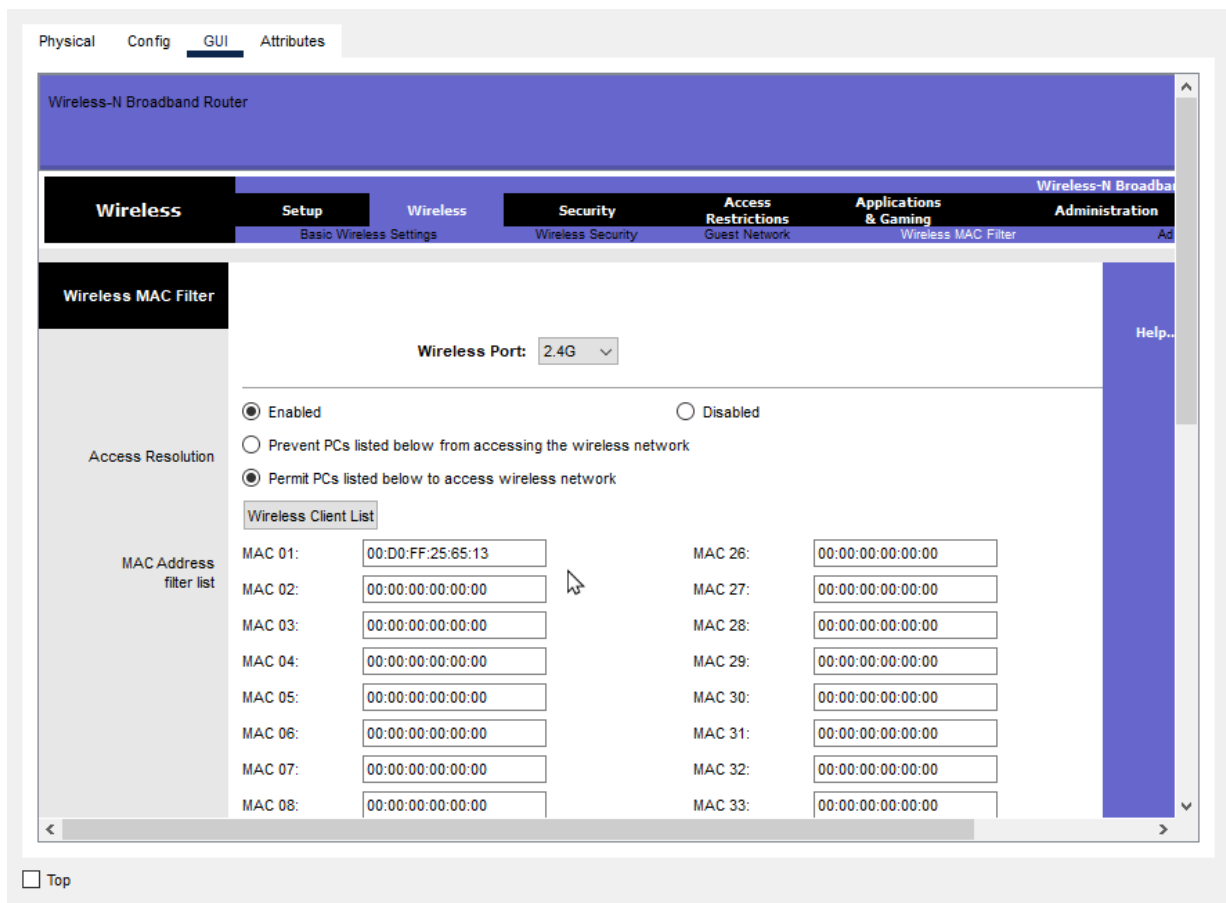 Physical Config GUI Attributes
Wireless-N Broadband Router
Wireless-N Broadba
Wireless Setup Wireless Security Access Restrictions Applications & Gaming Administration
Basic Wireless Settings Wireless Security Guest Network Wireless MAC Filter Ad
Wireless MAC Filter
Help..
Wireless Port: 2.4G
Enabled Disabled
Access Resolution
Prevent PCs listed below from accessing the wireless network
Permit PCs listed below to access wireless network
Wireless Client List
MAC Address
filter list
MAC 01: 00:D0:FF:25:65:13 MAC 26: 00:00:00:00:00:00
MAC 02: 00:00:00:00:00:00 MAC 27: 00:00:00:00:00:00
MAC 03: 00:00:00:00:00:00 MAC 28: 00:00:00:00:00:00
MAC 04: 00:00:00:00:00:00 MAC 29: 00:00:00:00:00:00
MAC 05: 00:00:00:00:00:00 MAC 30: 00:00:00:00:00:00
MAC 06: 00:00:00:00:00:00 MAC 31: 00:00:00:00:00:00
MAC 07: 00:00:00:00:00:00 MAC 32: 00:00:00:00:00:00
MAC 08: 00:00:00:00:00:00 MAC 33: 00:00:00:00:00:00
Top